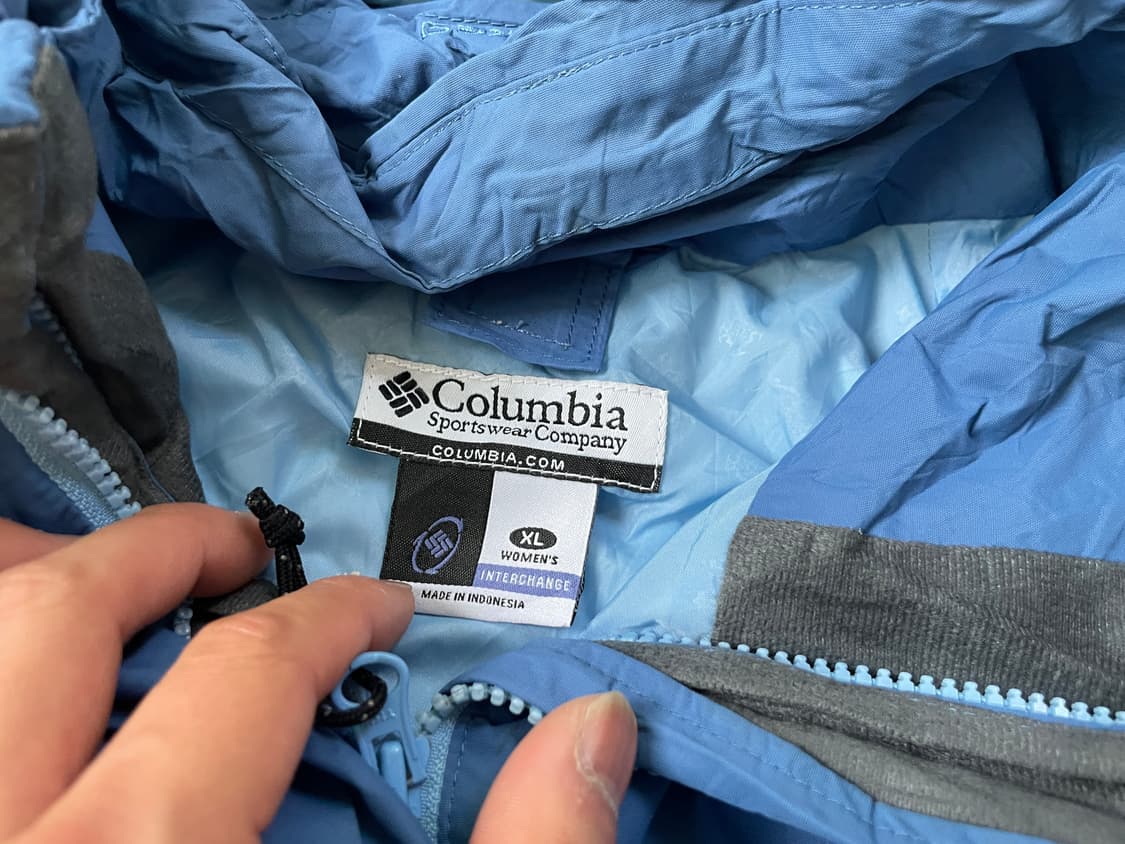 Columbia
Sportswear Company
COLUMBIA.COM
XL
WOMEN'S
INTERCHANGE
MADE IN INDONESIA